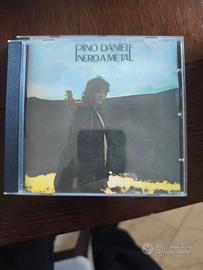 PINO DANIELE
NERO A METÀ
Subito